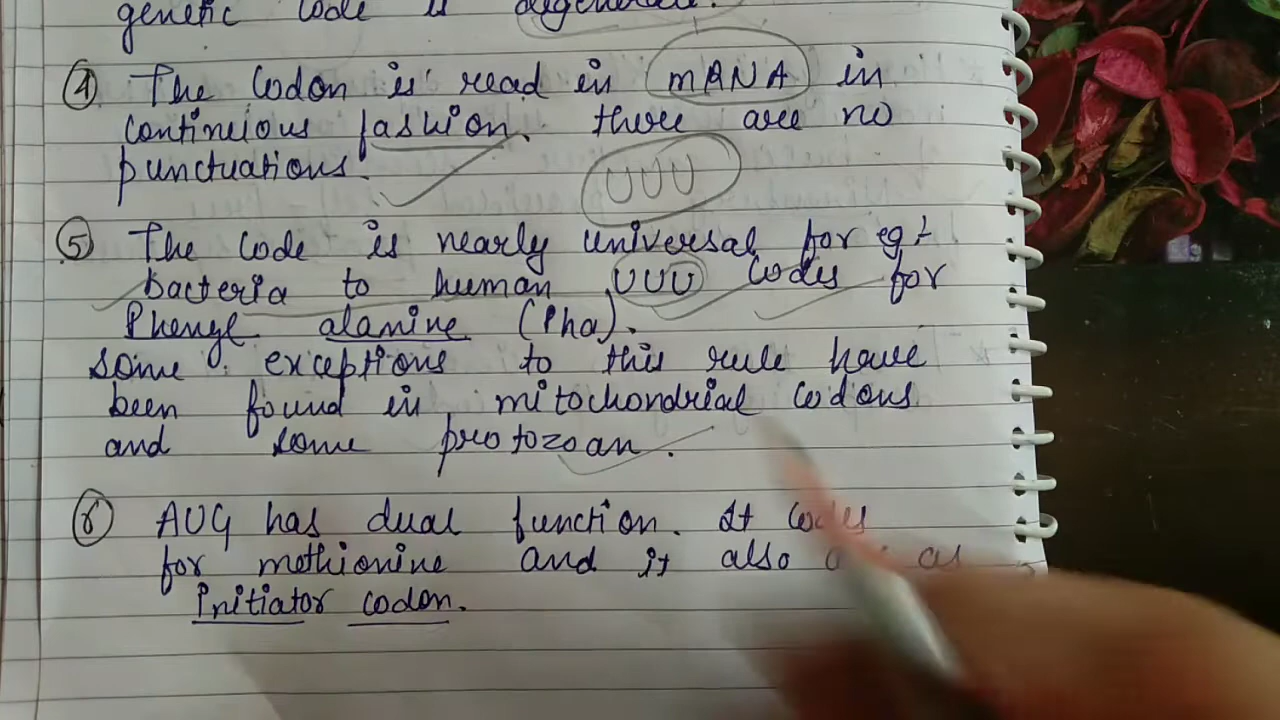 genetic code is degenerate.
④ The Codon is read in mRNA in
continuious fashion. there are no
punctuations.
UUU
⑤ The code is nearly universal for eg:-
bacteria to human UUU codes for
Phenyl alanine (Pha).
some exceptions to this rule have
been found in mitochondrial codons
and some protozoan.
⑥ AUG has dual function. It codes
for methionine and it also as
initiator codon.